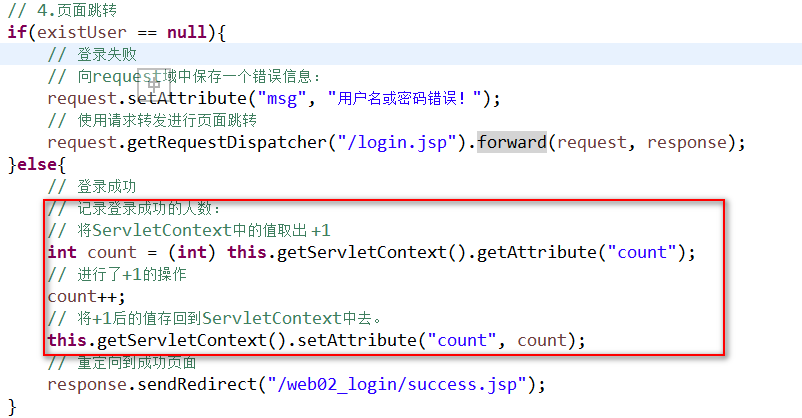 // 4.页面跳转
if(existUser == null){
// 登录失败
// 向request域中保存一个错误信息：
request.setAttribute("msg", "用户名或密码错误！");
// 使用请求转发进行页面跳转
request.getRequestDispatcher("/login.jsp").forward(request, response);
}else{
// 登录成功
// 记录登录成功的人数：
// 将ServletContext中的值取出 +1
int count = (int) this.getServletContext().getAttribute("count");
// 进行了+1的操作
count++;
// 将+1后的值存回到ServletContext中去。
this.getServletContext().setAttribute("count", count);
// 重定向到成功页面
response.sendRedirect("/web02_login/success.jsp");
}